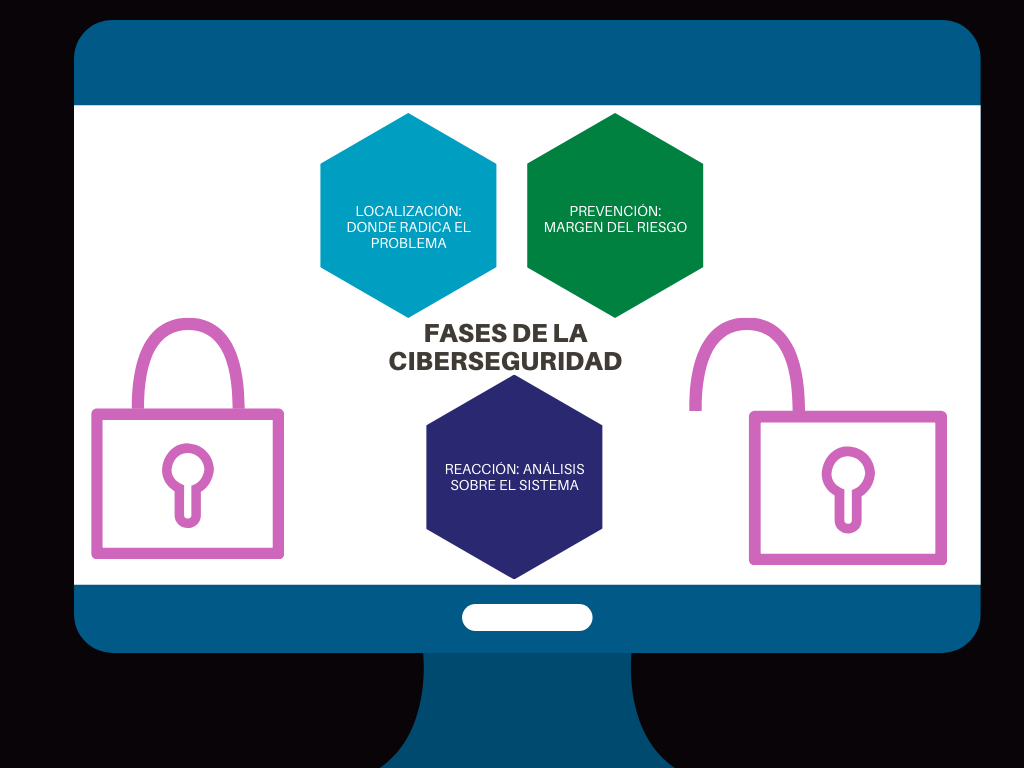 LOCALIZACIÓN:
DONDE RADICA EL
PROBLEMA
PREVENCIÓN:
MARGEN DEL RIESGO
FASES DE LA
CIBERSEGURIDAD
REACCIÓN: ANÁLISIS
SOBRE EL SISTEMA